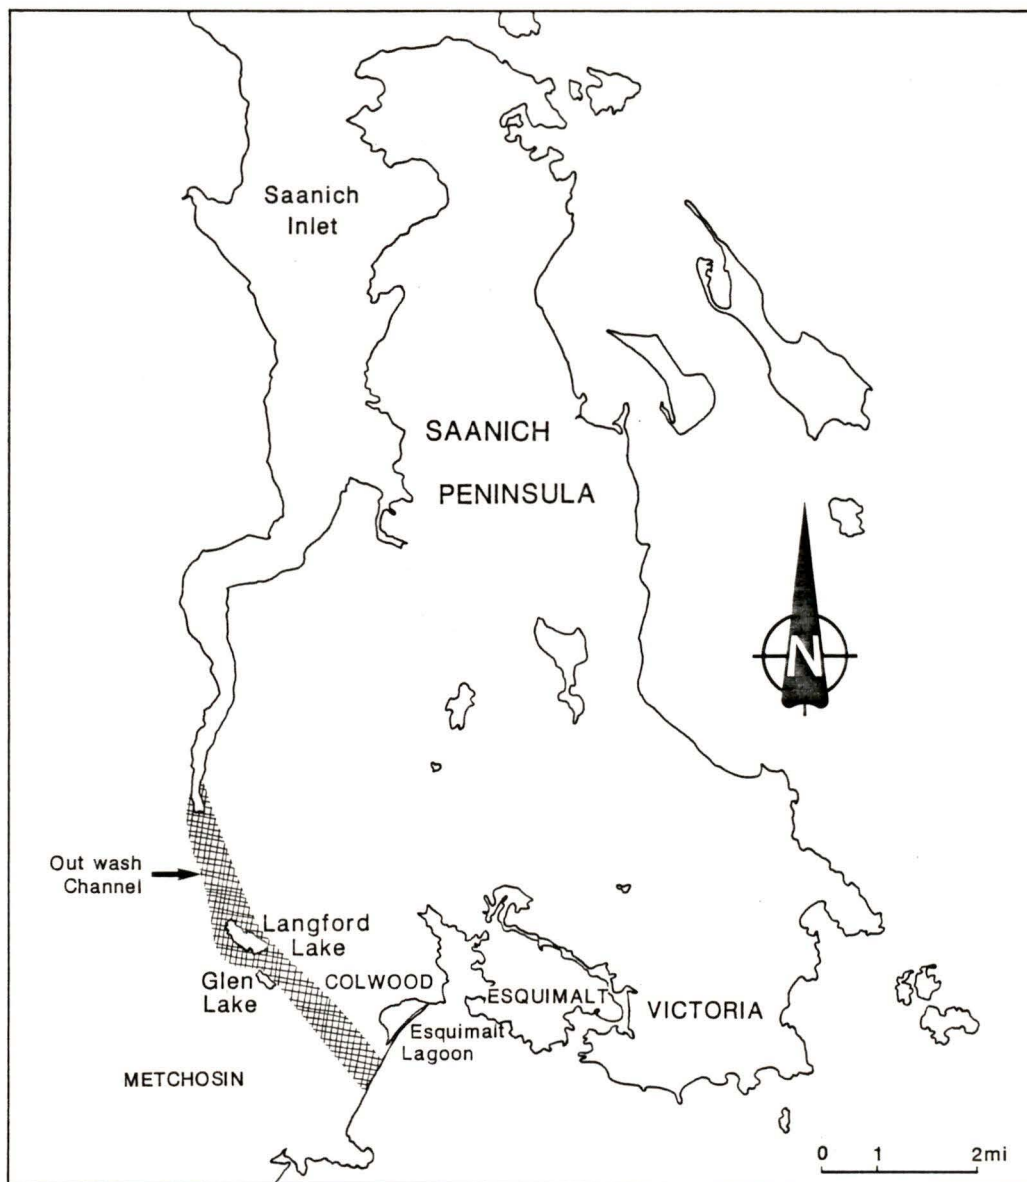 Saanich
Inlet
SAANICH
PENINSULA
N
Out wash
Channel
Langford
Lake
Glen
Lake
COLWOOD
ESQUIMALT
VICTORIA
Esquimalt
Lagoon
METCHOSIN
0 1 2mi